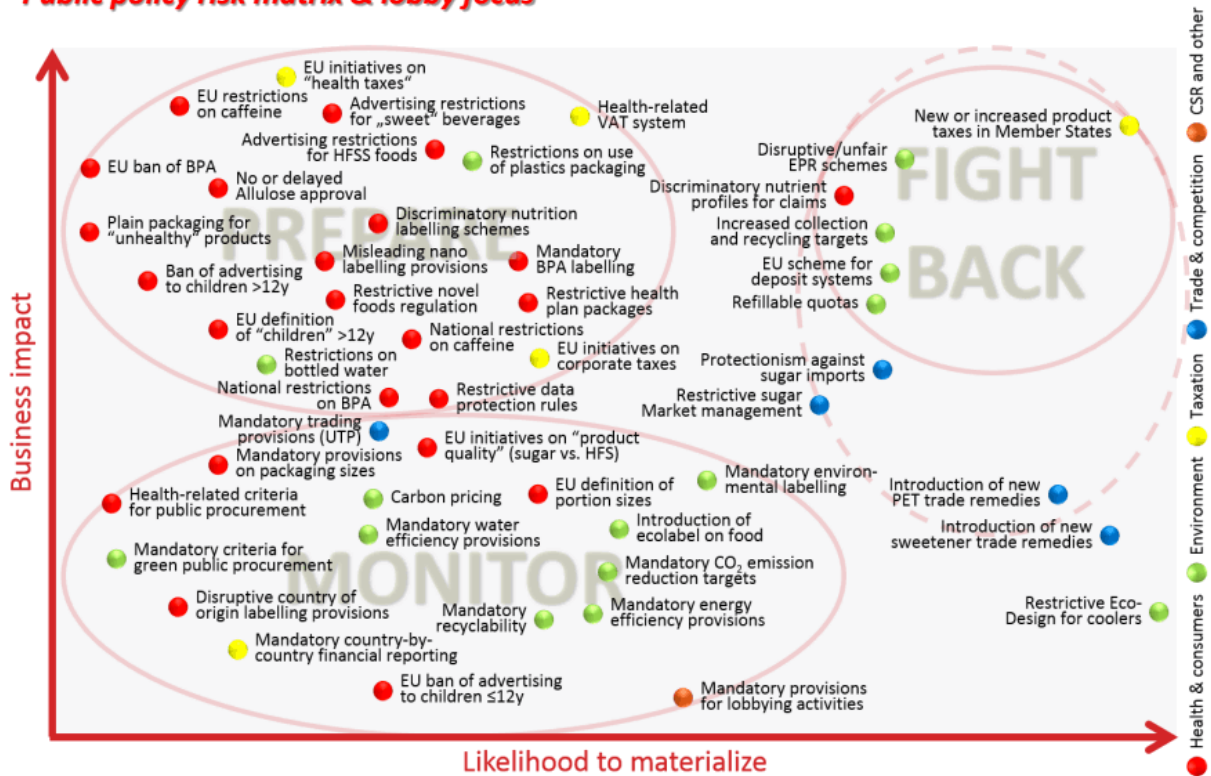 Public policy risk matrix & lobby focus
EU initiatives on
“health taxes“
EU restrictions
on caffeine
Advertising restrictions
for „sweet“ beverages
Health-related
VAT system
New or increased product
taxes in Member States
Advertising restrictions
for HFSS foods
Restrictions on use
of plastics packaging
Disruptive/unfair
EPR schemes
FIGHT
BACK
EU ban of BPA
No or delayed
Allulose approval
Discriminatory nutrient
profiles for claims
PREPARE
Plain packaging for
“unhealthy” products
Discriminatory nutrition
labelling schemes
Increased collection
and recycling targets
Misleading nano
labelling provisions
Mandatory
BPA labelling
EU scheme for
deposit systems
Ban of advertising
to children >12y
Restrictive novel
foods regulation
Restrictive health
plan packages
Refillable quotas
EU definition
of “children” >12y
National restrictions
on caffeine
Restrictions on
bottled water
EU initiatives on
corporate taxes
Protectionism against
sugar imports
National restrictions
on BPA
Restrictive data
protection rules
Restrictive sugar
Market management
Mandatory trading
provisions (UTP)
EU initiatives on “product
quality” (sugar vs. HFS)
Mandatory provisions
on packaging sizes
Mandatory environ-
mental labelling
Health-related criteria
for public procurement
Carbon pricing
EU definition of
portion sizes
Introduction of new
PET trade remedies
Mandatory water
efficiency provisions
Introduction of
ecolabel on food
Introduction of new
sweetener trade remedies
Mandatory criteria for
green public procurement
MONITOR
Mandatory CO₂ emission
reduction targets
Disruptive country of
origin labelling provisions
Mandatory
recyclability
Mandatory energy
efficiency provisions
Restrictive Eco-
Design for coolers
Mandatory country-by-
country financial reporting
EU ban of advertising
to children ≤12y
Mandatory provisions
for lobbying activities
Business impact
Likelihood to materialize
Health & consumers
Environment
Taxation
Trade & competition
CSR and other